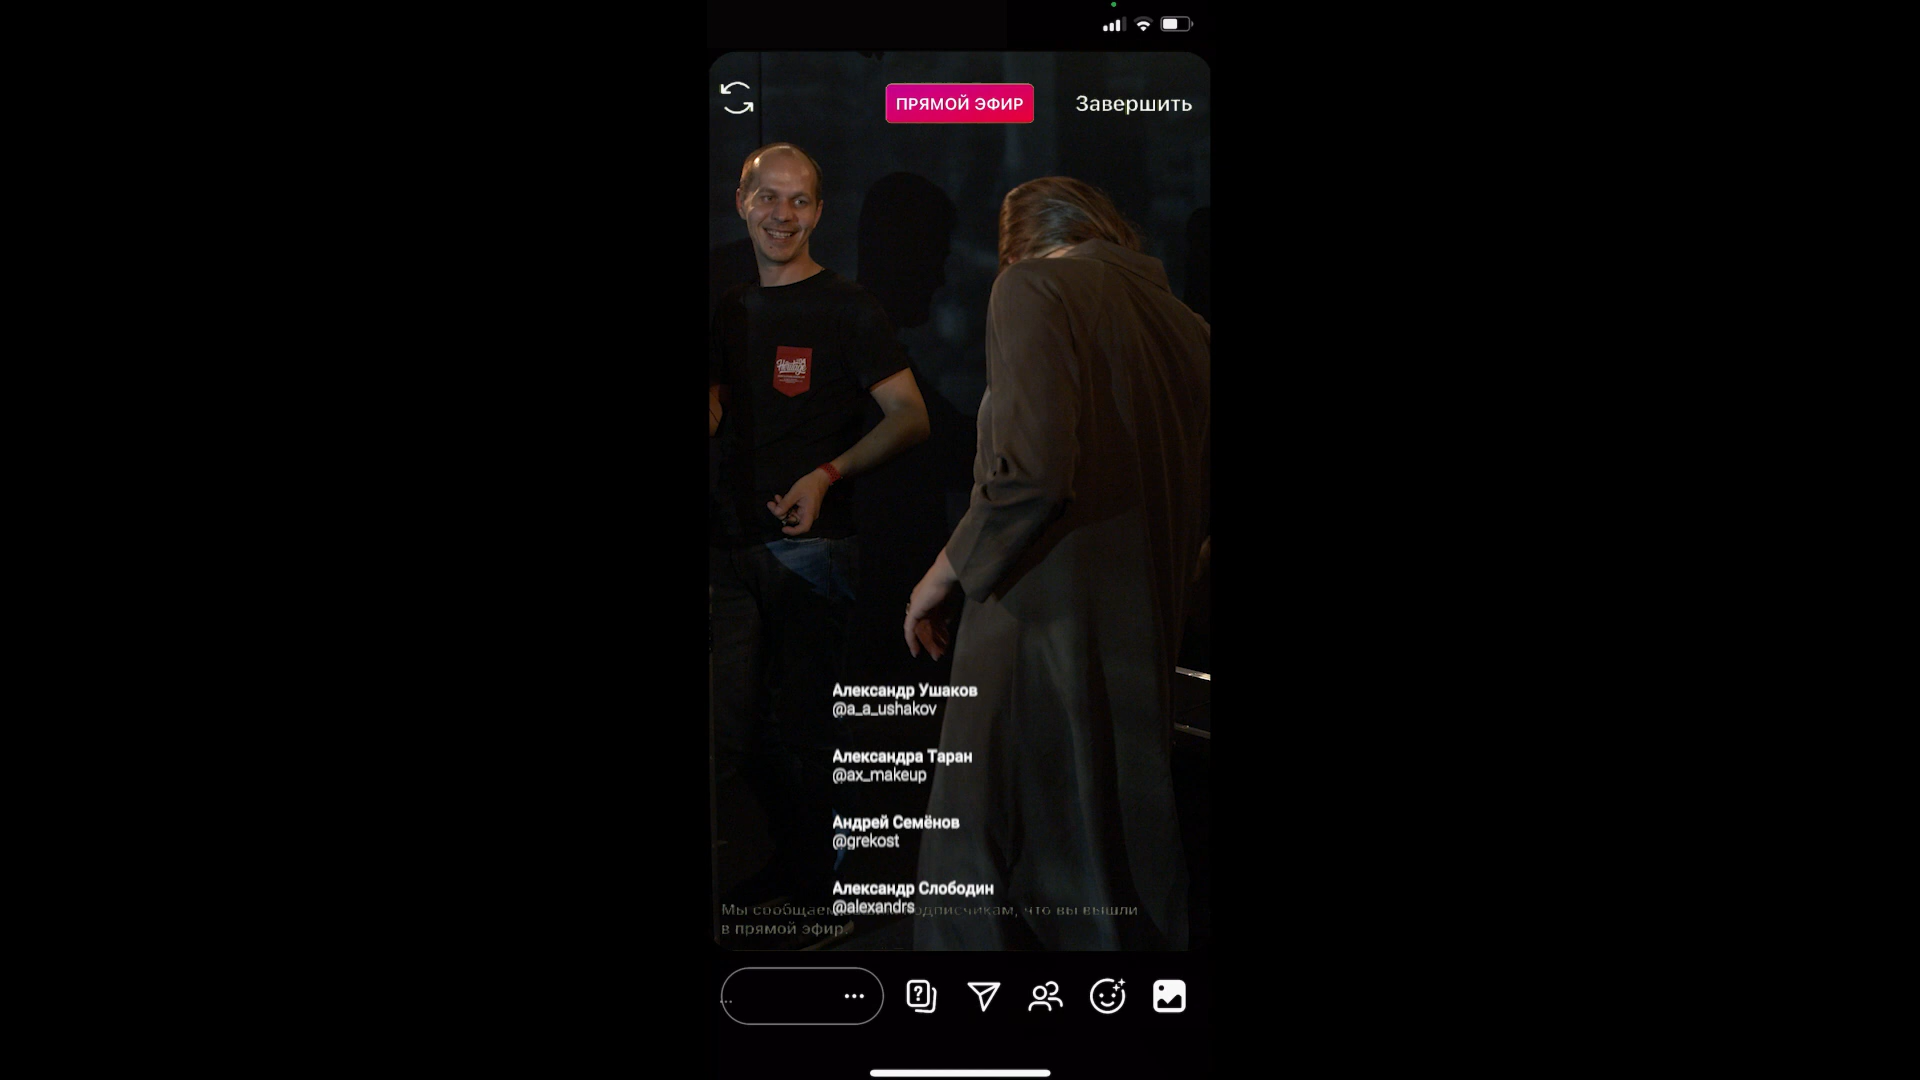 ПРЯМОЙ ЭФИР
Завершить
Heritage
Александр Ушаков
@a_a_ushakov
Александра Таран
@ax_makeup
Андрей Семёнов
@grekost
Александр Слободин
@alexandrs
Мы сообщаем подписчикам, что вы вышли
в прямой эфир.